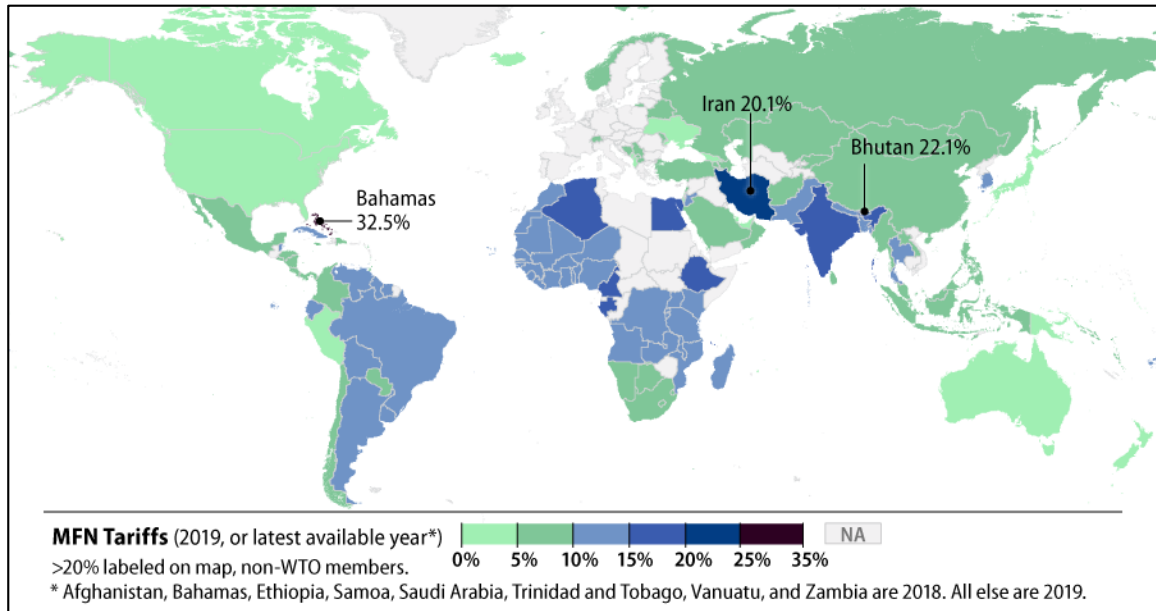 Iran 20.1%
Bhutan 22.1%
Bahamas
32.5%
MFN Tariffs (2019, or latest available year*)
0% 5% 10% 15% 20% 25% 35%
NA
>20% labeled on map, non-WTO members.
* Afghanistan, Bahamas, Ethiopia, Samoa, Saudi Arabia, Trinidad and Tobago, Vanuatu, and Zambia are 2018. All else are 2019.